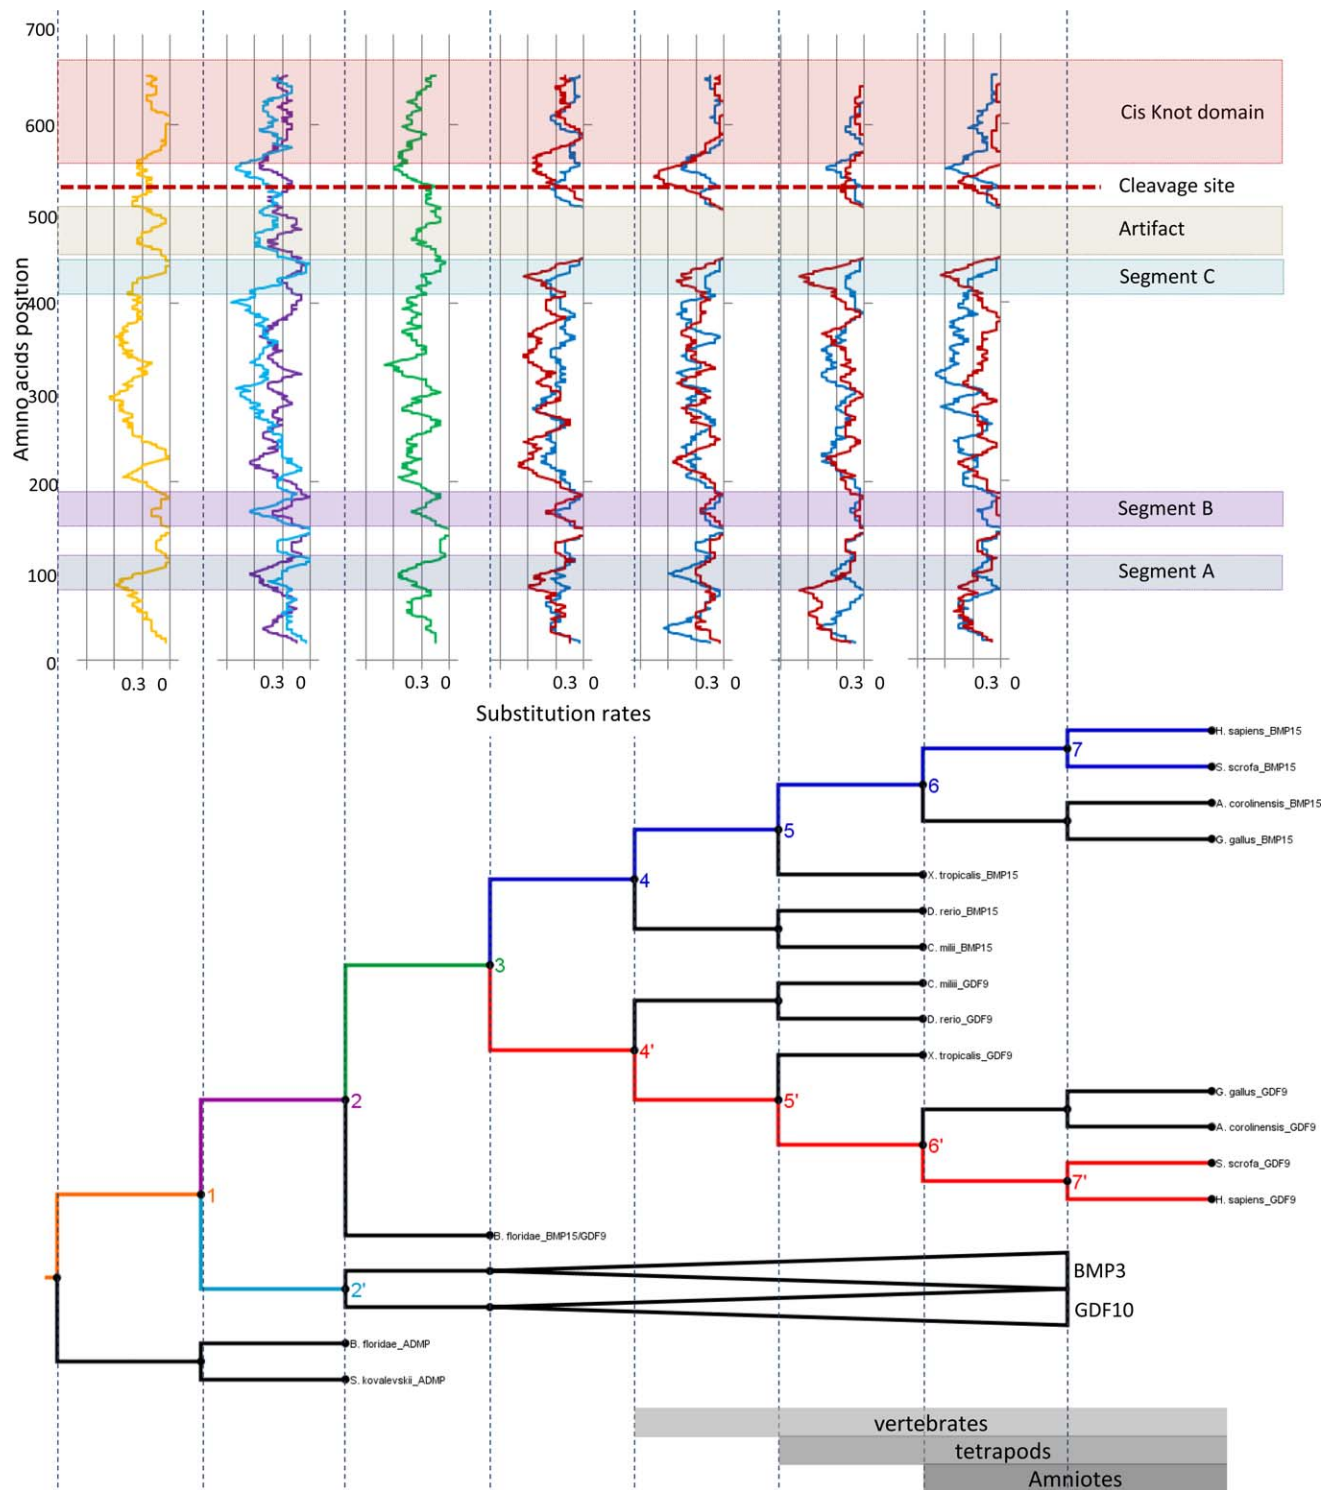 700
600
500
400
300
200
100
0
Amino acids position
Cis Knot domain
Cleavage site
Artifact
Segment C
Segment B
Segment A
0.3 0
0.3 0
0.3 0
0.3 0
0.3 0
0.3 0
0.3 0
Substitution rates
H. sapiens_BMP15
7
S. scrofa_BMP15
6
A. corolinensis_BMP15
5
G. gallus_BMP15
4
X. tropicalis_BMP15
D. rerio_BMP15
C. milii_BMP15
3
C. miliii_GDF9
D. rerio_GDF9
4'
X. tropicalis_GDF9
2
5'
G. gallus_GDF9
A. corolinensis_GDF9
6'
S. scrofa_GDF9
7'
1
H. sapiens_GDF9
B. floridae_BMP15/GDF9
BMP3
2'
GDF10
B. floridae_ADMP
S. kovalevskii_ADMP
vertebrates
tetrapods
Amniotes